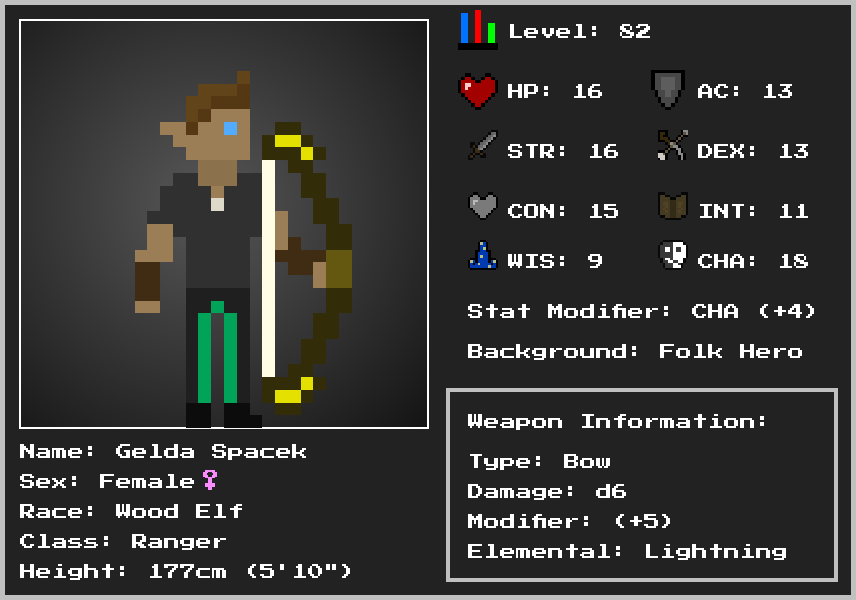 Level: 82
HP: 16 AC: 13
STR: 16 DEX: 13
CON: 15 INT: 11
WIS: 9 CHA: 18
Stat Modifier: CHA (+4)
Background: Folk Hero
Weapon Information:
Type: Bow
Damage: d6
Modifier: (+5)
Elemental: Lightning
Name: Gelda Spacek
Sex: Female♀
Race: Wood Elf
Class: Ranger
Height: 177cm (5'10")